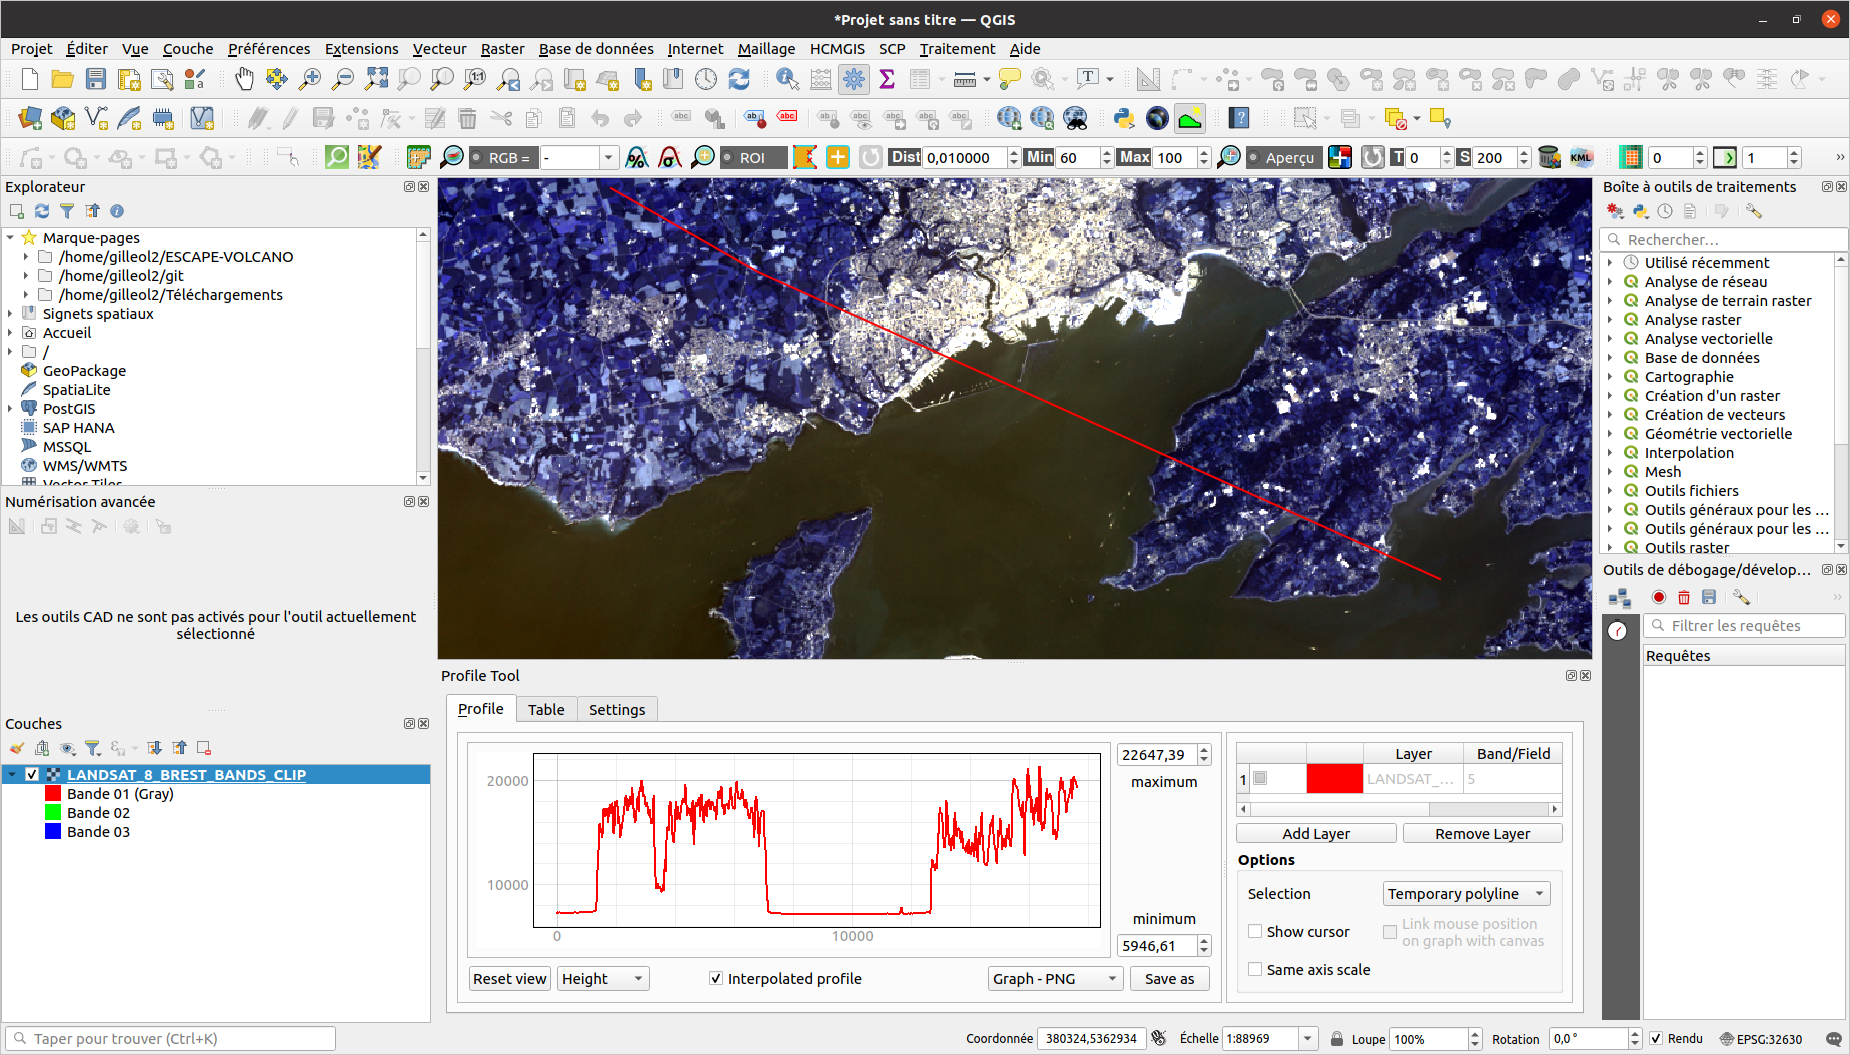 *Projet sans titre — QGIS
Projet Éditer Vue Couche Préférences Extensions Vecteur Raster Base de données Internet Maillage HCMGIS SCP Traitement Aide
RGB = - ROI Dist 0,010000 Min 60 Max 100 Aperçu T 0 S 200 KML 0 1 »
Explorateur
Marque-pages
/home/gilleol2/ESCAPE-VOLCANO
/home/gilleol2/git
/home/gilleol2/Téléchargements
Signets spatiaux
Accueil
/
GeoPackage
SpatiaLite
PostGIS
SAP HANA
MSSQL
WMS/WMTS
Vector Tiles
Numérisation avancée
Les outils CAD ne sont pas activés pour l'outil actuellement
sélectionné
Couches
LANDSAT_8_BREST_BANDS_CLIP
Bande 01 (Gray)
Bande 02
Bande 03
Profile Tool
Profile Table Settings
20000
10000
0 10000
22647,39
maximum
minimum
5946,61
Reset view Height Interpolated profile Graph - PNG Save as
Layer Band/Field
1 LANDSAT_... 5
Add Layer Remove Layer
Options
Selection Temporary polyline
Show cursor Link mouse position
on graph with canvas
Same axis scale
Boîte à outils de traitements
Rechercher...
Utilisé récemment
Analyse de réseau
Analyse de terrain raster
Analyse raster
Analyse vectorielle
Base de données
Cartographie
Création d'un raster
Création de vecteurs
Géométrie vectorielle
Interpolation
Mesh
Outils fichiers
Outils généraux pour les ...
Outils généraux pour les ...
Outils raster
Outils de débogage/dévelop...
Filtrer les requêtes
Requêtes
Taper pour trouver (Ctrl+K) Coordonnée 380324,5362934 Échelle 1:88969 Loupe 100% Rotation 0,0 ° Rendu EPSG:32630